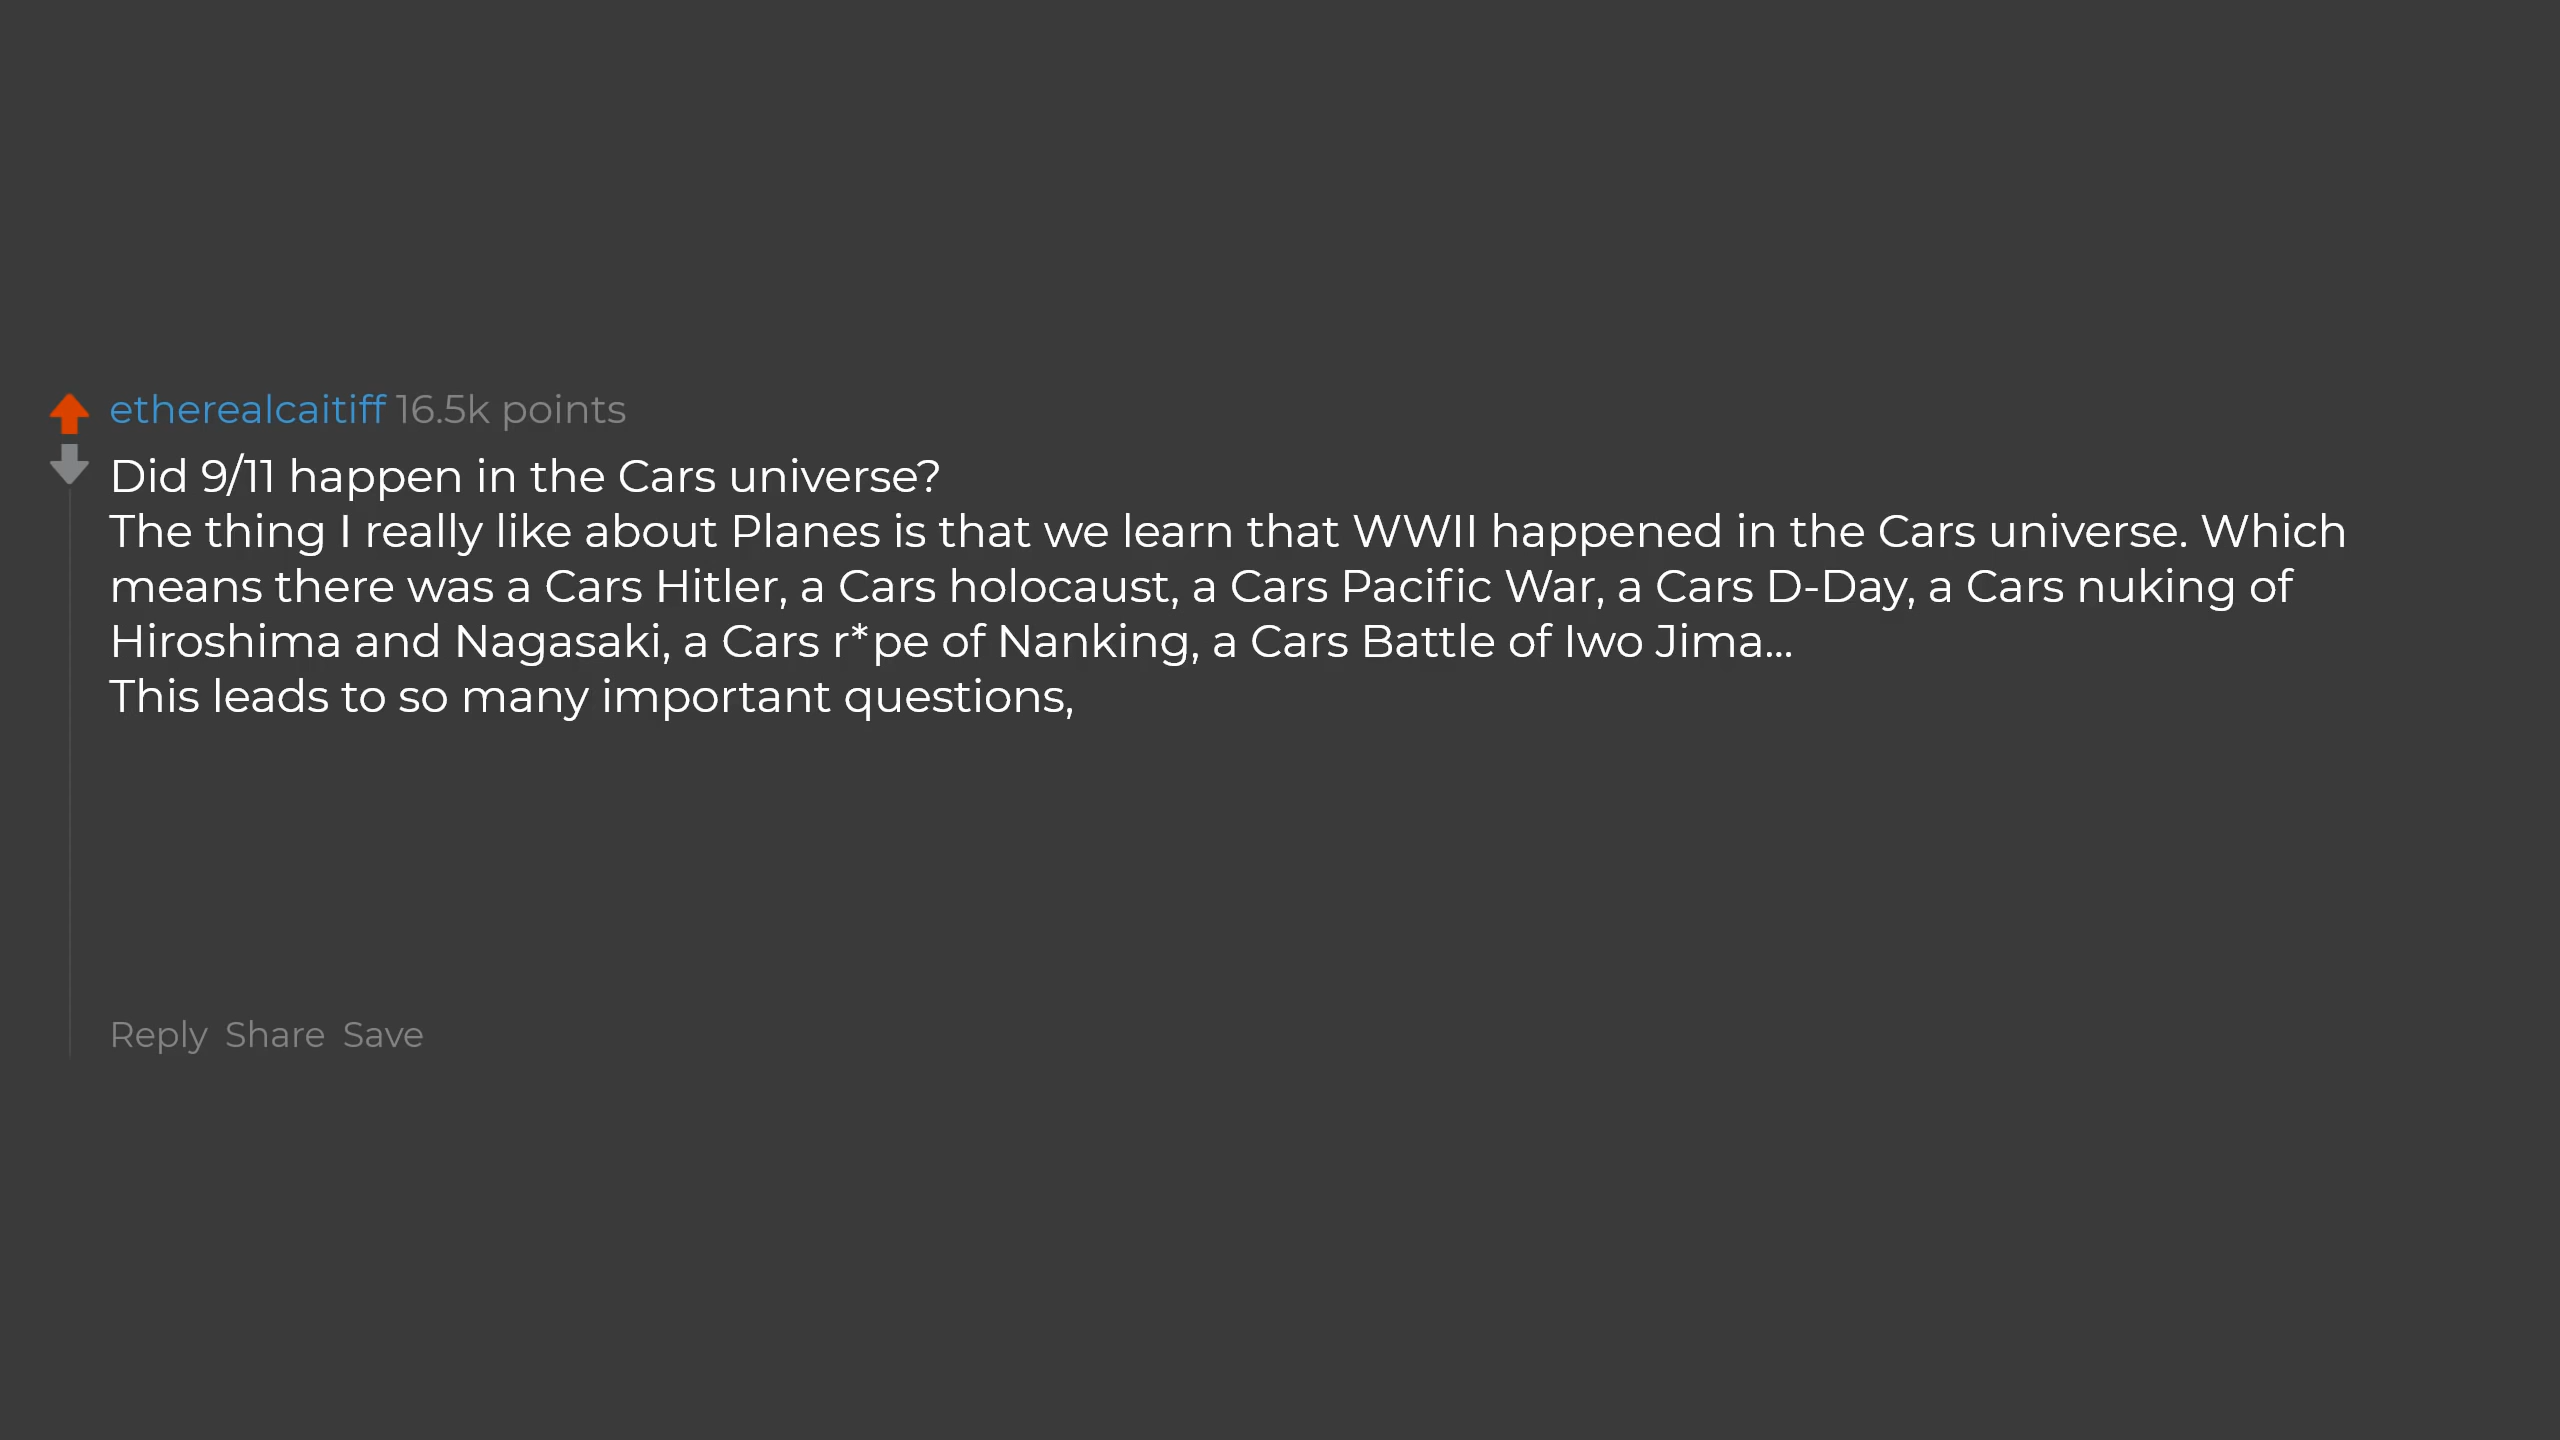 etherealcaitiff 16.5k points
Did 9/11 happen in the Cars universe?
The thing I really like about Planes is that we learn that WWII happened in the Cars universe. Which
means there was a Cars Hitler, a Cars holocaust, a Cars Pacific War, a Cars D-Day, a Cars nuking of
Hiroshima and Nagasaki, a Cars r*pe of Nanking, a Cars Battle of Iwo Jima...
This leads to so many important questions,
Reply Share Save